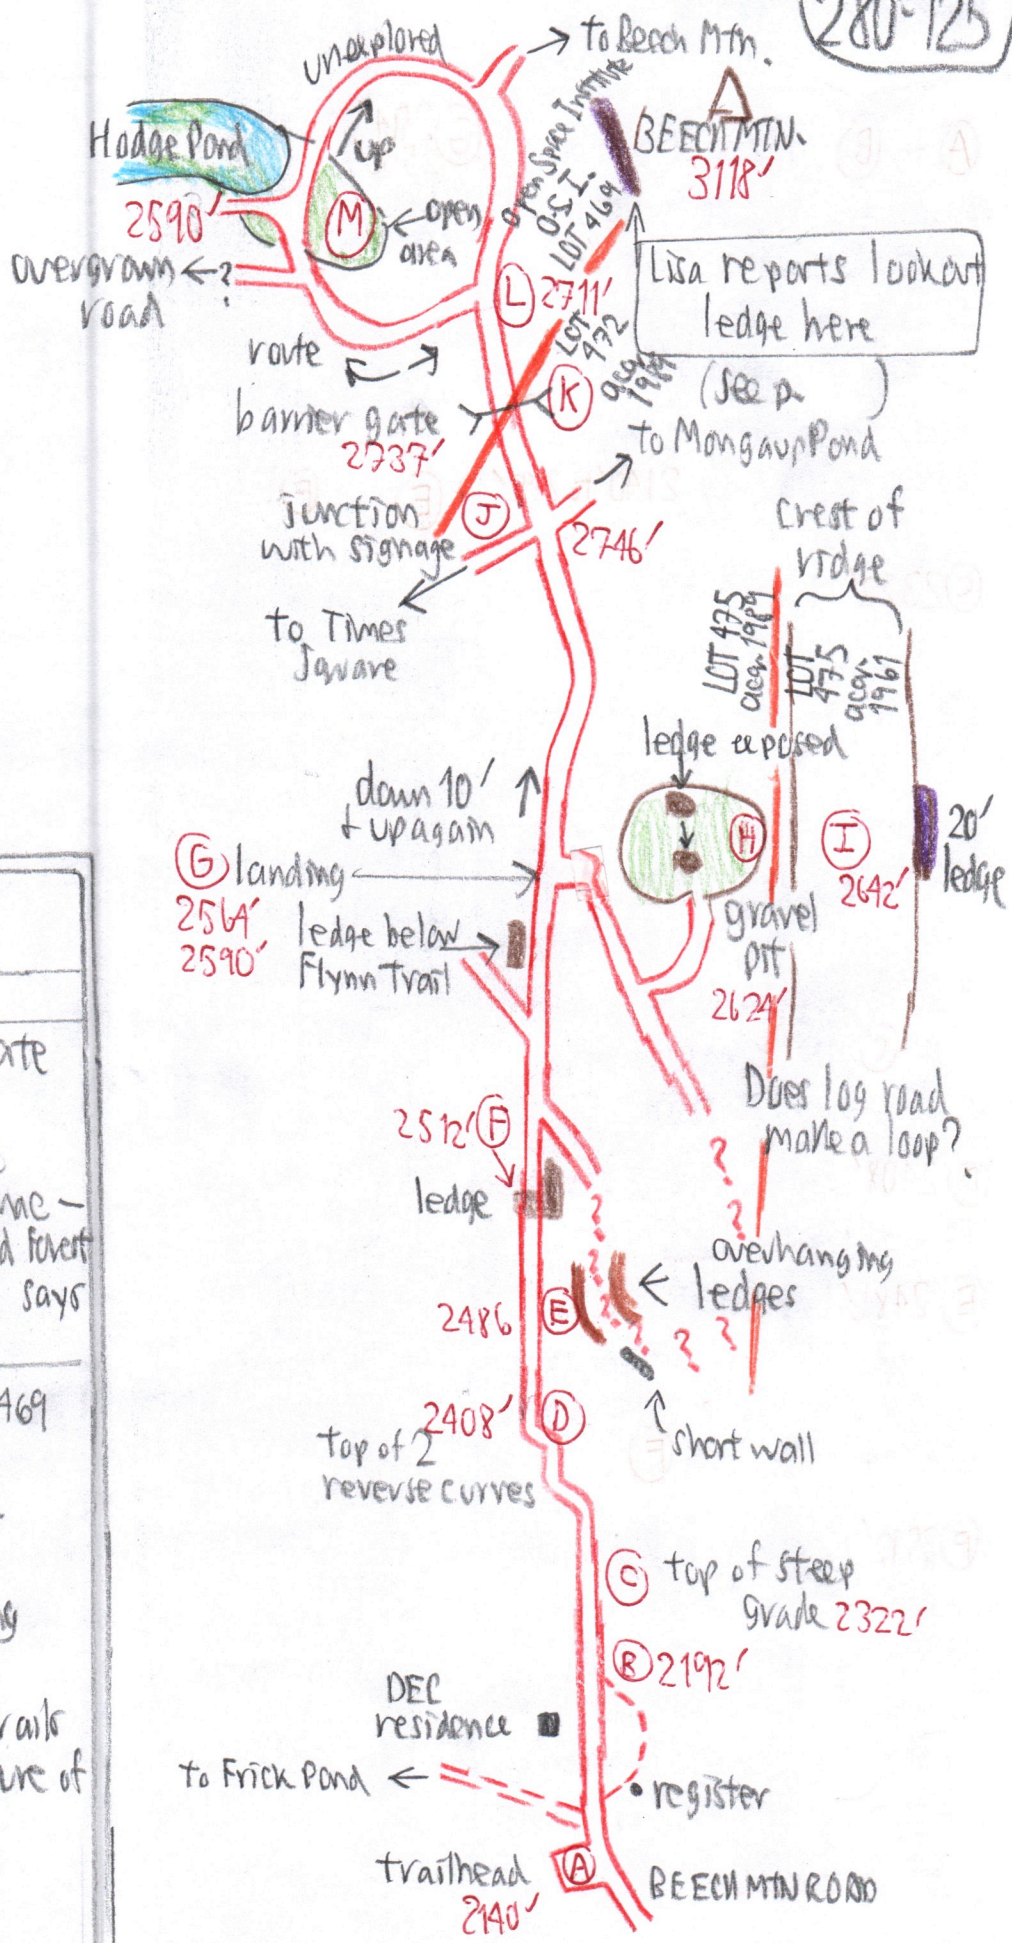 280-125
unexplored
to Beech Mtn.
Hodge Pond
up
Open Space Institute
O.S.I.
LOT 469
BEECH MTN.
3118'
2590'
M
open
area
overgrown
road
?
L 2711'
Lisa reports lookout
ledge here
(see p. )
LOT
472
acq.
1989
route
barrier gate
2737'
K
to Mongaup Pond
junction
with signage
J
2746'
to Times
Square
crest of
ridge
LOT 475
acq. 1989
LOT
475
acq.
1961
ledge exposed
down 10'
+ up again
H
I
2642'
20'
ledge
G landing
2564'
2590'
ledge below
Flynn Trail
gravel
pit
2624'
Does log road
make a loop?
2512' F
ledge
? ? ? ? ? ? ? ?
overhanging
ledges
2486 E
2408' D
top of 2
reverse curves
short wall
C top of steep
grade 2322'
B 2192'
DEC
residence
to Frick Pond
register
trailhead
2140'
A
BEECH MTN ROAD
says
469